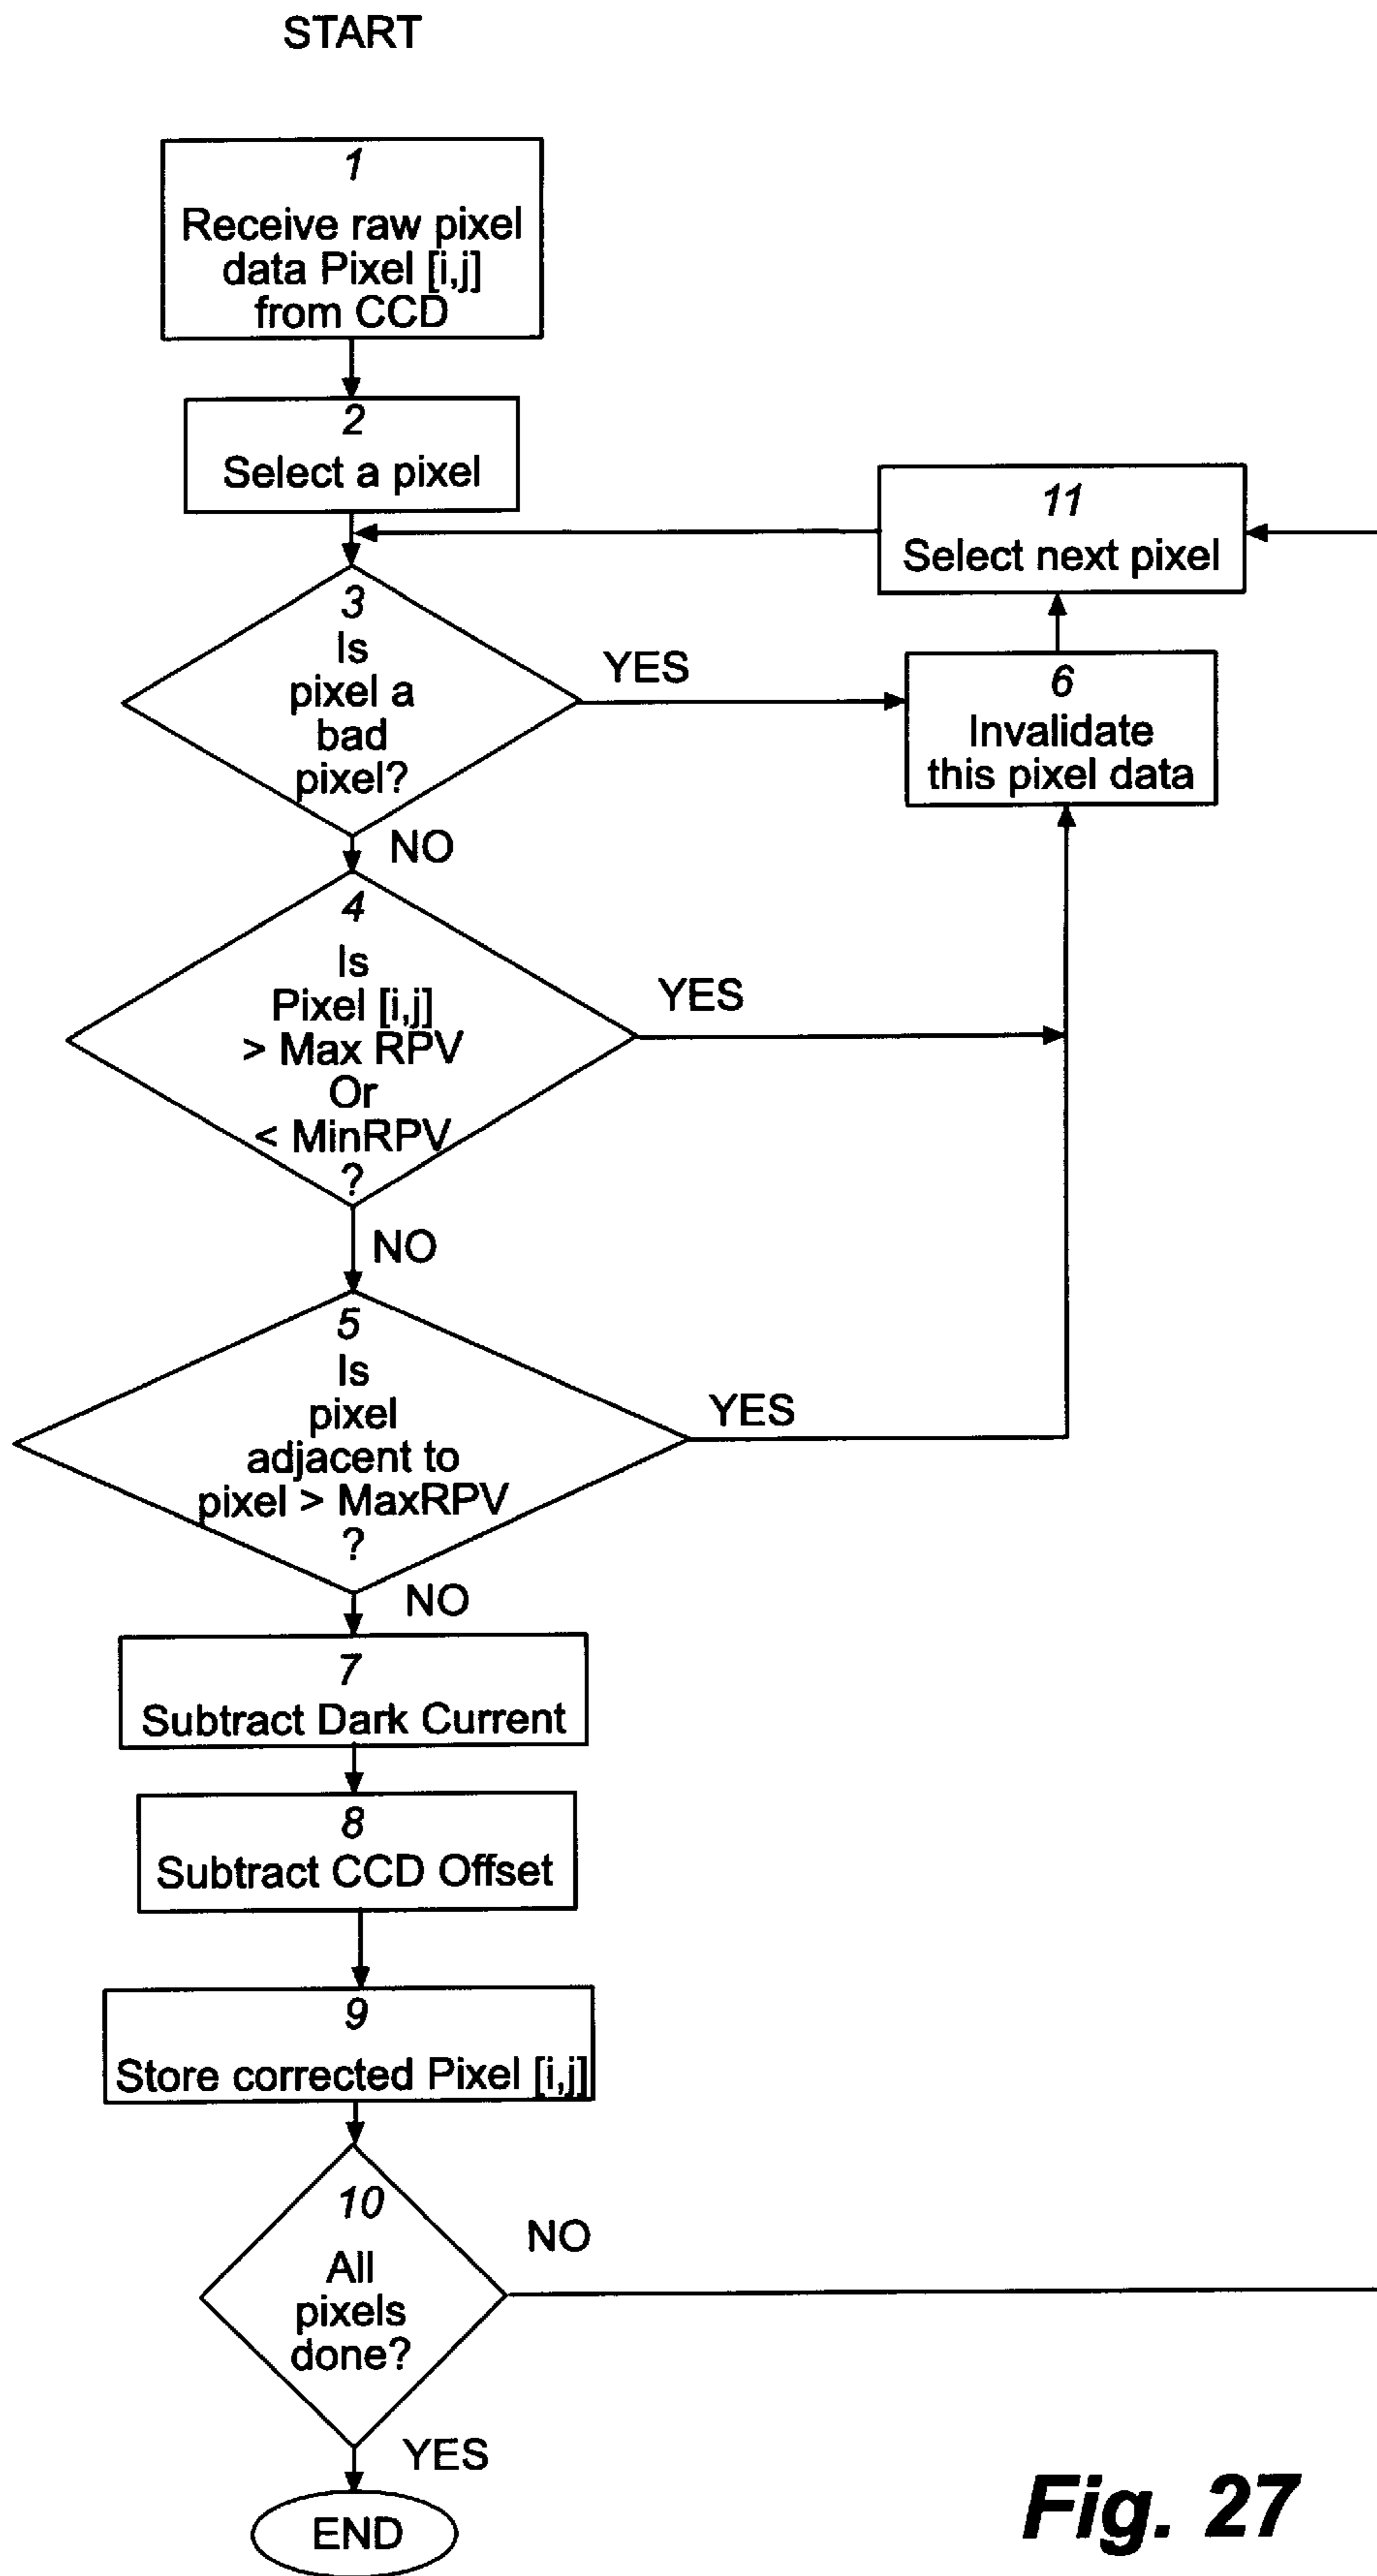 START
1
Receive raw pixel
data Pixel [i,j]
from CCD
2
Select a pixel
11
Select next pixel
3
Is
pixel a
bad
pixel?
YES
6
Invalidate
this pixel data
NO
4
Is
Pixel [i,j]
> Max RPV
Or
< MinRPV
?
YES
NO
5
Is
pixel
adjacent to
pixel > MaxRPV
?
YES
NO
7
Subtract Dark Current
8
Subtract CCD Offset
9
Store corrected Pixel [i,j]
10
All
pixels
done?
NO
YES
END
Fig. 27